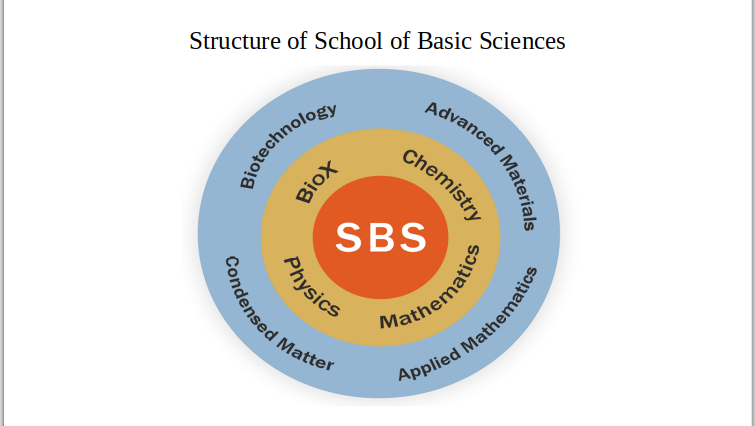 Structure of School of Basic Sciences
Biotechnology
Advanced Materials
BioX
Chemistry
SBS
Physics
Mathematics
Condensed Matter
Applied Mathematics